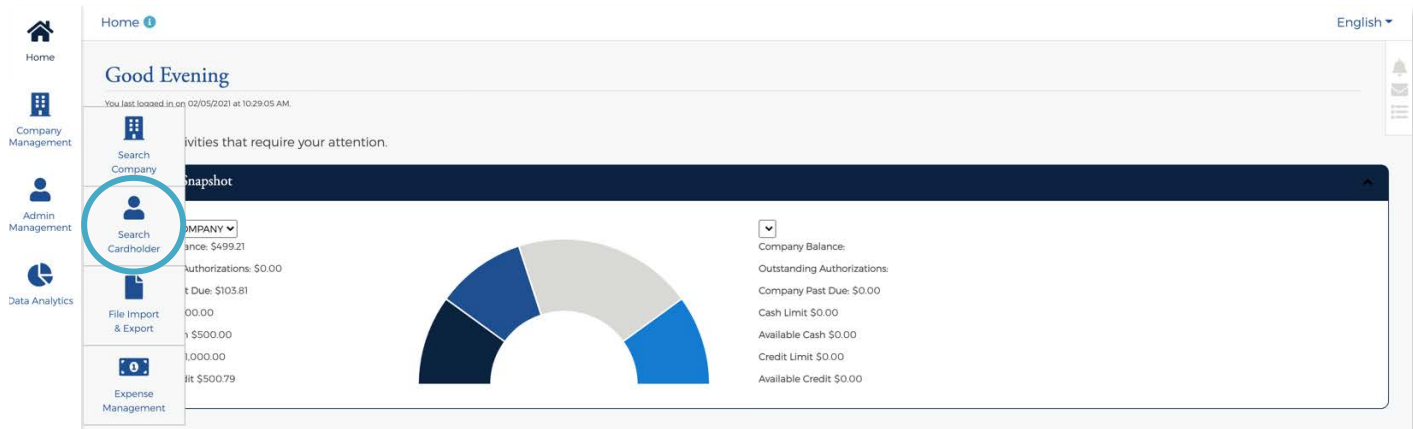 Home
English
Home
Good Evening
You last logged in on 02/05/2021 at 10:29:05 AM.
Company
Management
Search
Company
ivities that require your attention.
Snapshot
Admin
Management
Search
Cardholder
OMPANY
ance: $499.21
Authorizations: $0.00
t Due: $103.81
00.00
$500.00
1,000.00
dit $500.79
Company Balance:
Outstanding Authorizations:
Company Past Due: $0.00
Cash Limit $0.00
Available Cash $0.00
Credit Limit $0.00
Available Credit $0.00
Data Analytics
File Import
& Export
Expense
Management